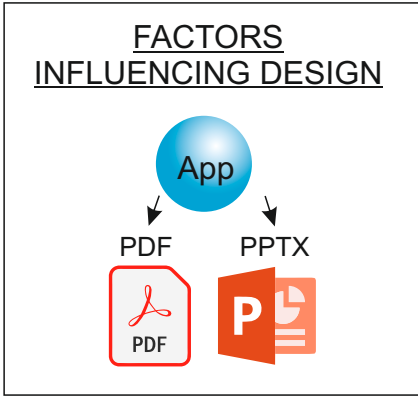 FACTORS
INFLUENCING DESIGN
App
PDF PPTX
PDF P